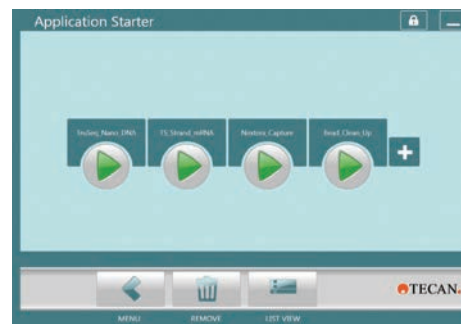 Application Starter
TruSeq_Nano_DNA
TS_Strand_mRNA
Nextera_Capture
Bead_Clean_Up
TECAN.
MENU
REMOVE
LIST VIEW